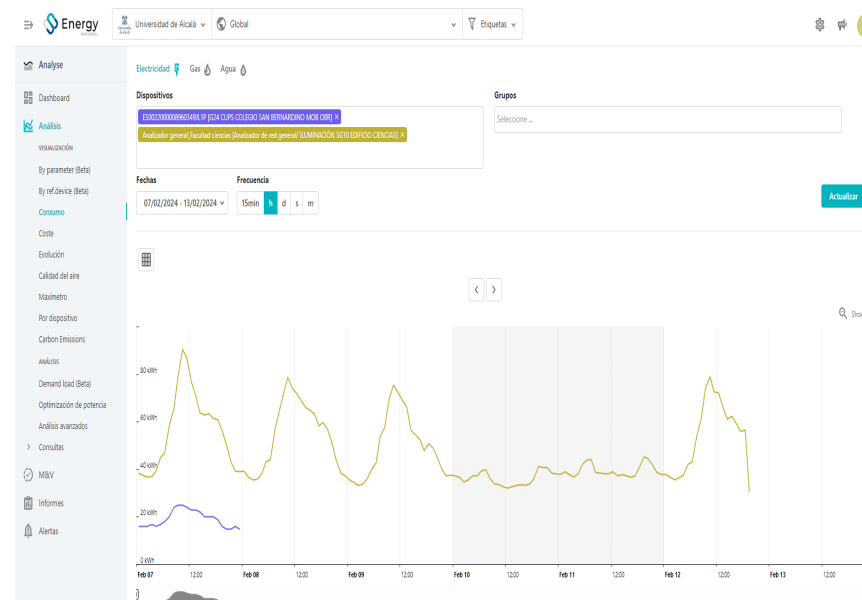 Energy
Universidad de Alcalá
Global
Etiquetas
Analyse
Dashboard
Análisis
VISUALIZACIÓN
By parameter (Beta)
By ref.device (Beta)
Consumo
Coste
Evolución
Calidad del aire
Maxímetro
Por dispositivo
Carbon Emissions
ANÁLISIS
Demand load (Beta)
Optimización de potencia
Análisis avanzados
Consultas
M&V
Informes
Alertas
Electricidad Gas Agua
Dispositivos
ES0022000008960349JL1P [G24 CUPS COLEGIO SAN BERNARDINO MOB OBR] ×
Analizador general_Facultad ciencias [Analizador de red general/ ILUMINACIÓN SG10 EDIFICIO CIENCIAS] ×
Grupos
Seleccione ...
Fechas
07/02/2024 - 13/02/2024
Frecuencia
15min h d s m
Actualizar
Show
80 kWh
60 kWh
40 kWh
20 kWh
0 kWh
Feb 07 12:00 Feb 08 12:00 Feb 09 12:00 Feb 10 12:00 Feb 11 12:00 Feb 12 12:00 Feb 13 12:00